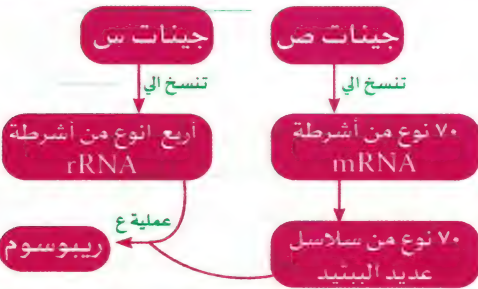 جينات ض
جينات س
تنسخ الي
تنسخ الي
٧٠ نوع من أشرطة
mRNA
أربع انوع من أشرطة
rRNA
عملية ع
ريبوسوم
٧٠ نوع من سلاسل
عديد الببتيد